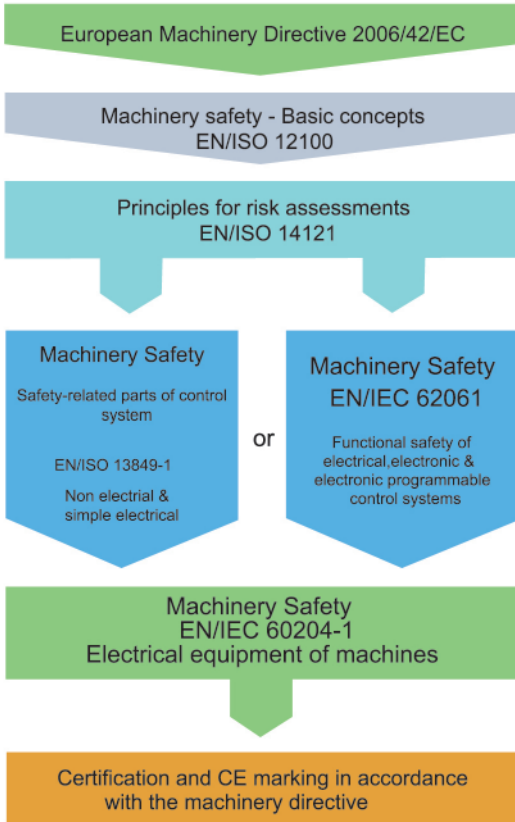 European Machinery Directive 2006/42/EC
Machinery safety - Basic concepts
EN/ISO 12100
Principles for risk assessments
EN/ISO 14121
Machinery Safety
Safety-related parts of control
system
EN/ISO 13849-1
Non electrial &
simple electrical
or
Machinery Safety
EN/IEC 62061
Functional safety of
electrical,electronic &
electronic programmable
control systems
Machinery Safety
EN/IEC 60204-1
Electrical equipment of machines
Certification and CE marking in accordance
with the machinery directive